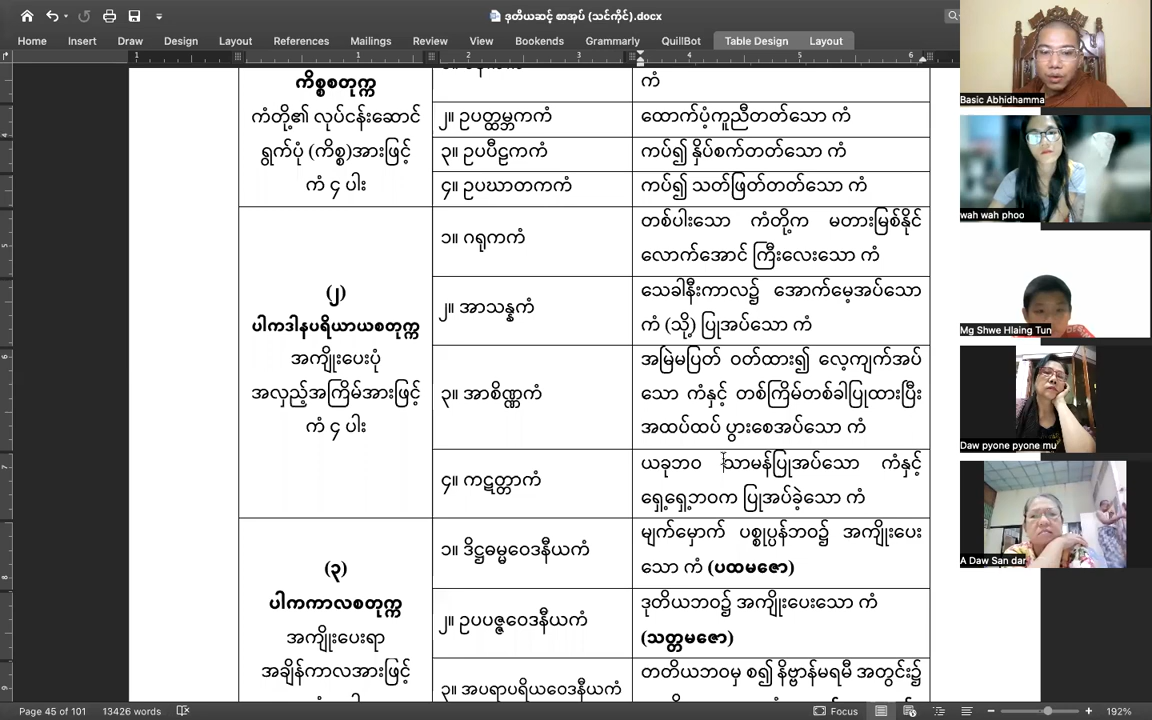 ဒုတိယဆင့် စာအုပ် (သင်ကိုင်).docx
Home Insert Draw Design Layout References Mailings Review View Bookends Grammarly QuillBot Table Design Layout
ကိစ္စစတုက္က
ကံတို့၏ လုပ်ငန်းဆောင်
ရွက်ပုံ (ကိစ္စ)အားဖြင့်
ကံ ၄ ပါး
ကံ
၂။ ဥပတ္ထမ္ဘကကံ
ထောက်ပံ့ကူညီတတ်သော ကံ
၃။ ဥပပီဠကကံ
ကပ်၍ နှိပ်စက်တတ်သော ကံ
၄။ ဥပဃာတကကံ
ကပ်၍ သတ်ဖြတ်တတ်သော ကံ
(၂)
ပါကဒါနပရိယာယစတုက္က
အကျိုးပေးပုံ
အလှည့်အကြိမ်အားဖြင့်
ကံ ၄ ပါး
၁။ ဂရုကကံ
တစ်ပါးသော ကံတို့က မတားမြစ်နိုင်
လောက်အောင် ကြီးလေးသော ကံ
၂။ အာသန္နကံ
သေခါနီးကာလ၌ အောက်မေ့အပ်သော
ကံ (သို့) ပြုအပ်သော ကံ
၃။ အာစိဏ္ဏကံ
အမြဲမပြတ် ဝတ်ထား၍ လေ့ကျက်အပ်
သော ကံနှင့် တစ်ကြိမ်တစ်ခါပြုထားပြီး
အထပ်ထပ် ပွားစေအပ်သော ကံ
၄။ ကဋတ္တာကံ
ယခုဘဝ သာမန်ပြုအပ်သော ကံနှင့်
ရှေ့ရှေ့ဘဝက ပြုအပ်ခဲ့သော ကံ
(၃)
ပါကကာလစတုက္က
အကျိုးပေးရာ
အချိန်ကာလအားဖြင့်
၁။ ဒိဋ္ဌဓမ္မဝေဒနီယကံ
မျက်မှောက် ပစ္စုပ္ပန်ဘဝ၌ အကျိုးပေး
သော ကံ (ပထမဇော)
၂။ ဥပပဇ္ဇဝေဒနီယကံ
ဒုတိယဘဝ၌ အကျိုးပေးသော ကံ
(သတ္တမဇော)
၃။ အပရာပရိယဝေဒနီယကံ
တတိယဘဝမှ စ၍ နိဗ္ဗာန်မရမီ အတွင်း၌
Page 45 of 101 13426 words Focus 192%
Basic Abhidhamma
wah wah phoo
Mg Shwe Hlaing Tun
Daw pyone pyone mu
A Daw San dar